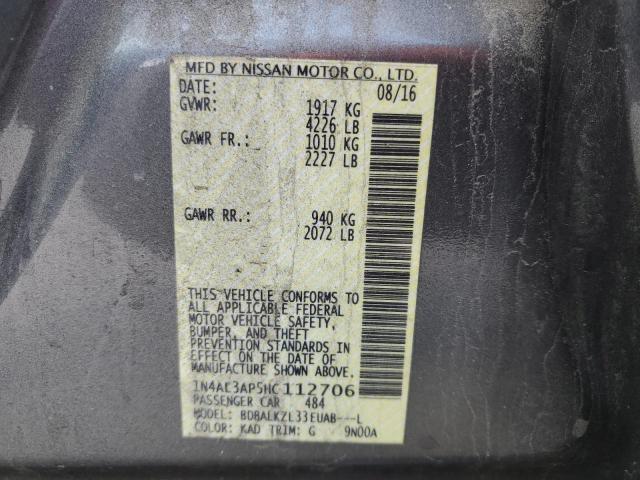 MFD BY NISSAN MOTOR CO., LTD.
DATE: 08/16
GVWR: 1917 KG
4226 LB
GAWR FR.: 1010 KG
2227 LB
GAWR RR.: 940 KG
2072 LB
THIS VEHICLE CONFORMS TO
ALL APPLICABLE FEDERAL
MOTOR VEHICLE SAFETY,
BUMPER, AND THEFT
PREVENTION STANDARDS IN
EFFECT ON THE DATE OF
MANUFACTURE SHOWN ABOVE.
1N4AL3AP5HC112706
PASSENGER CAR 484
MODEL: BDBALKZL33EUAB---L
COLOR: KAD TRIM: G 9N00A